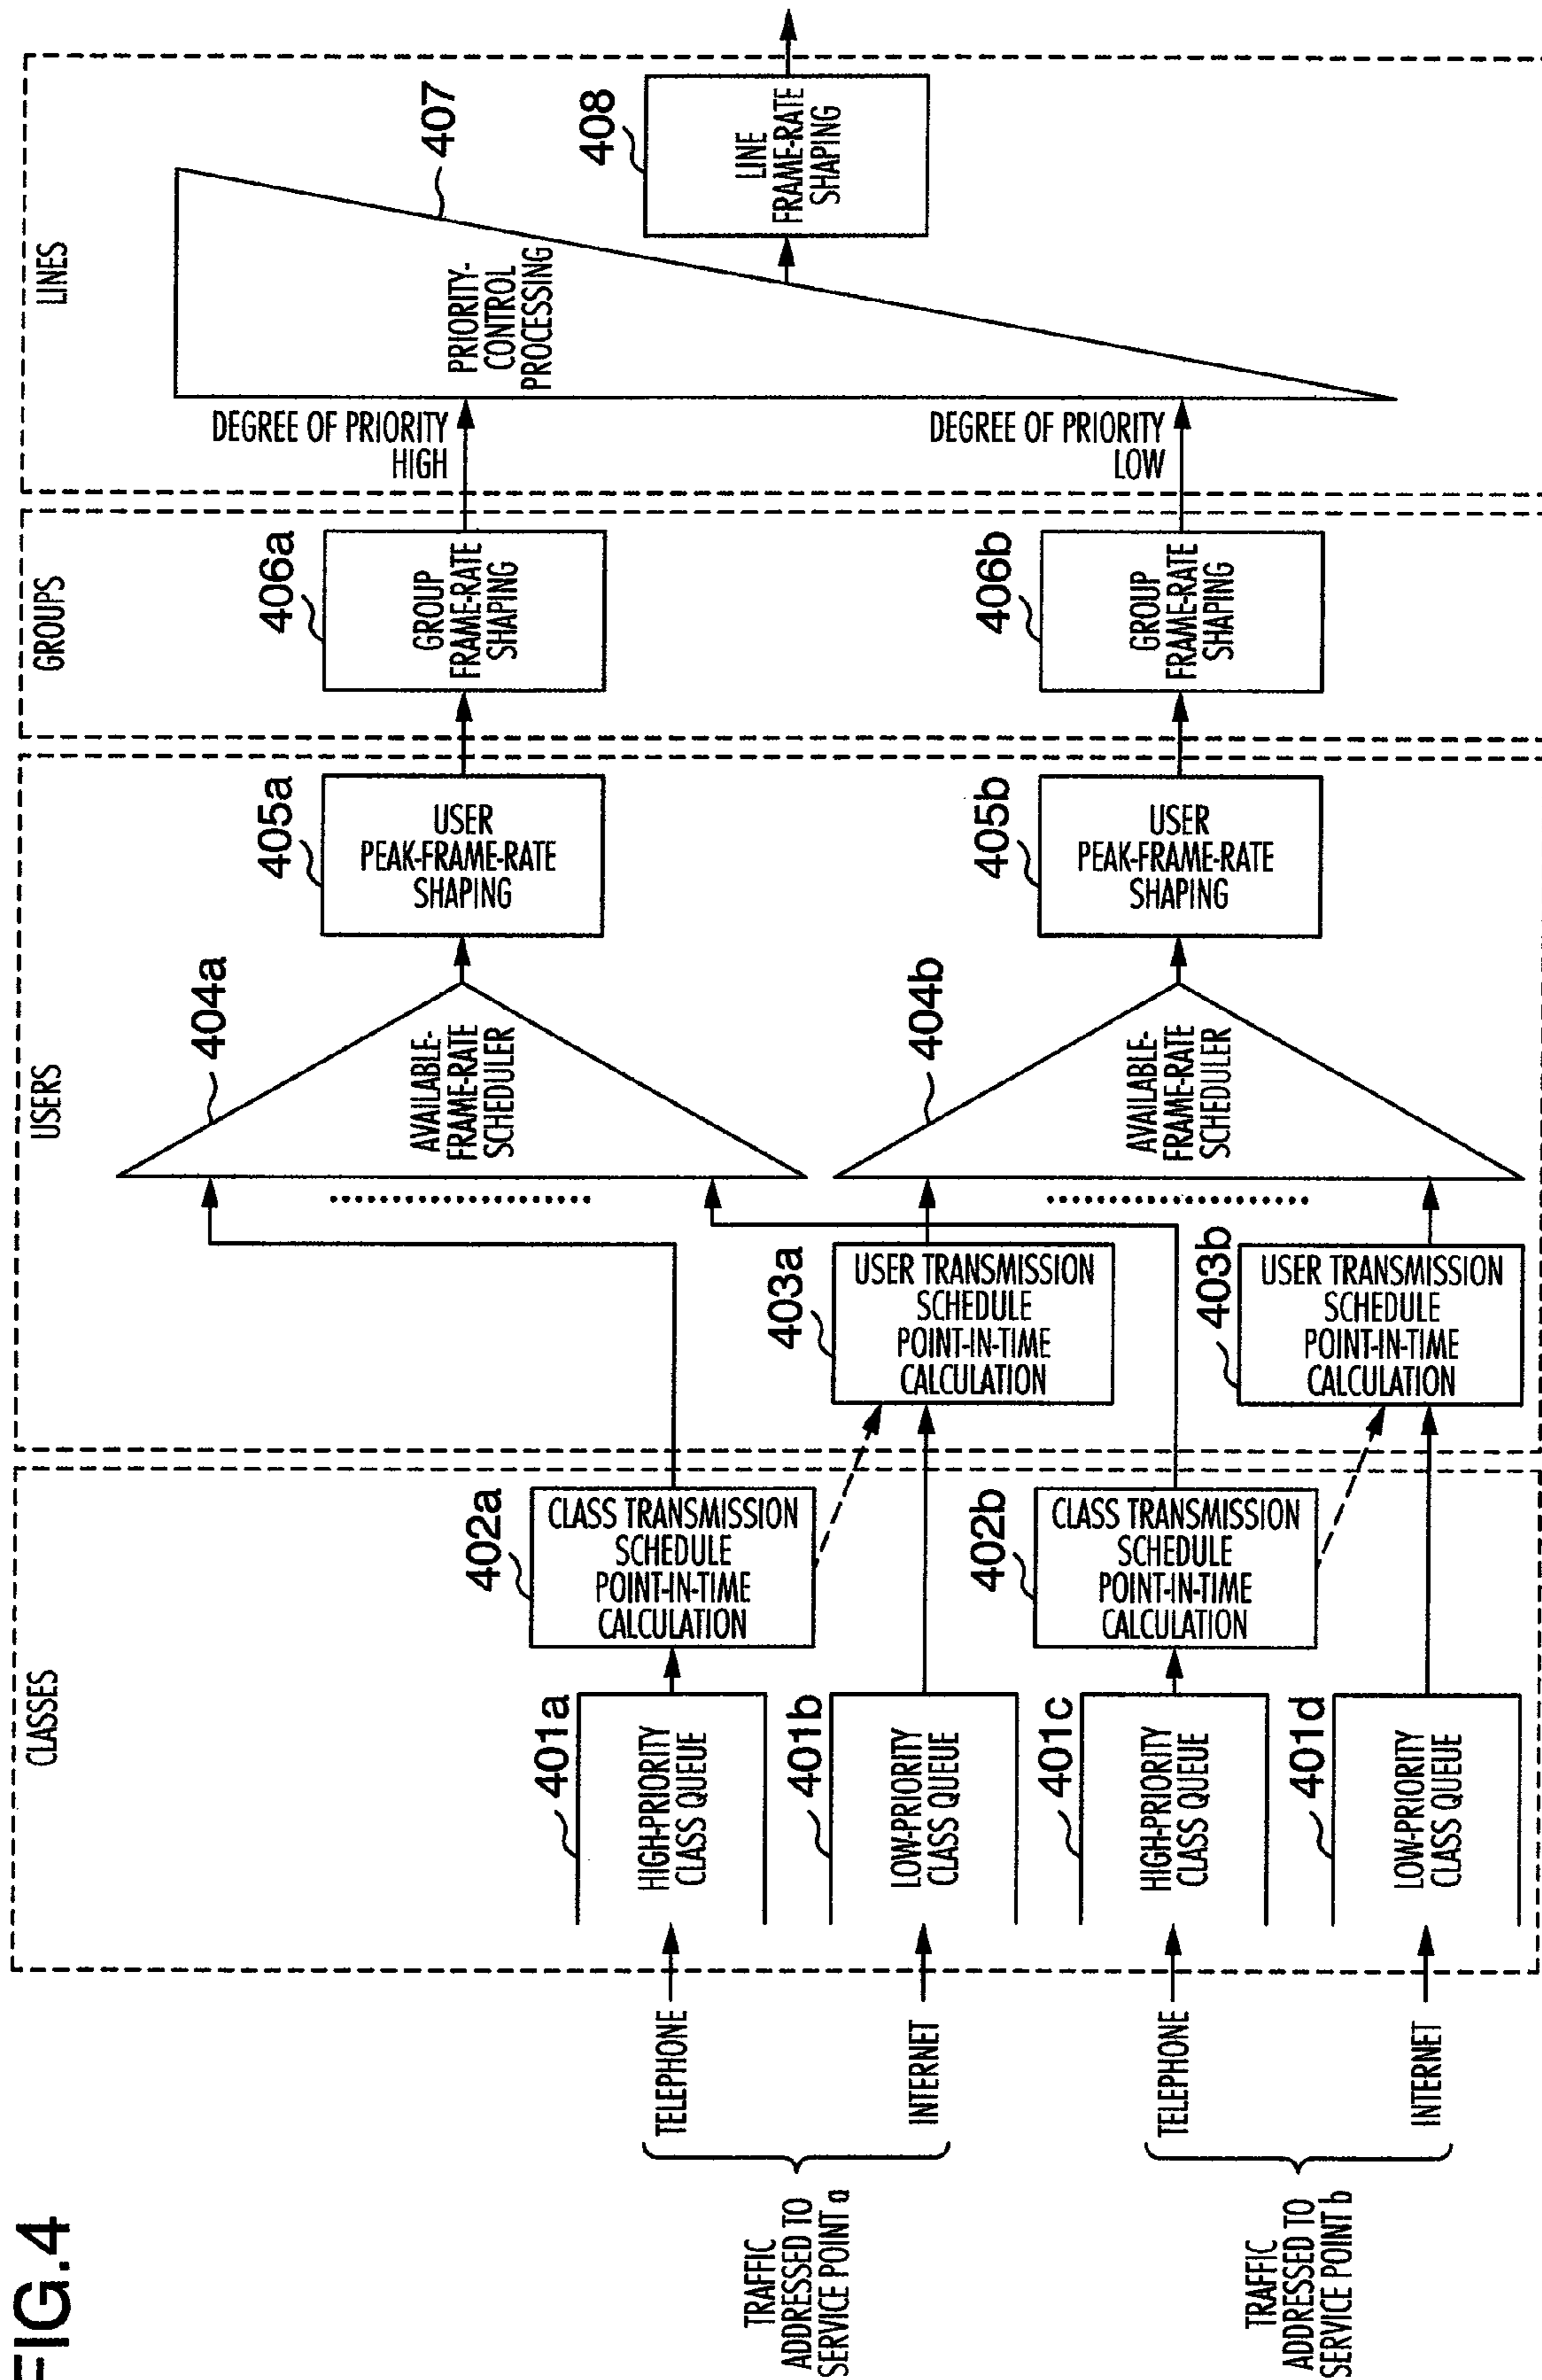 FIG.4
CLASSES
USERS
GROUPS
LINES
TRAFFIC
ADDRESSED TO
SERVICE POINT a
TELEPHONE
INTERNET
TRAFFIC
ADDRESSED TO
SERVICE POINT b
TELEPHONE
INTERNET
401a
HIGH-PRIORITY
CLASS QUEUE
401b
LOW-PRIORITY
CLASS QUEUE
401c
HIGH-PRIORITY
CLASS QUEUE
401d
LOW-PRIORITY
CLASS QUEUE
402a
CLASS TRANSMISSION
SCHEDULE
POINT-IN-TIME
CALCULATION
402b
CLASS TRANSMISSION
SCHEDULE
POINT-IN-TIME
CALCULATION
403a
USER TRANSMISSION
SCHEDULE
POINT-IN-TIME
CALCULATION
403b
USER TRANSMISSION
SCHEDULE
POINT-IN-TIME
CALCULATION
404a
AVAILABLE-
FRAME-RATE
SCHEDULER
404b
AVAILABLE-
FRAME-RATE
SCHEDULER
405a
USER
PEAK-FRAME-RATE
SHAPING
405b
USER
PEAK-FRAME-RATE
SHAPING
406a
GROUP
FRAME-RATE
SHAPING
406b
GROUP
FRAME-RATE
SHAPING
DEGREE OF PRIORITY
HIGH
DEGREE OF PRIORITY
LOW
407
PRIORITY-
CONTROL
PROCESSING
408
LINE
FRAME-RATE
SHAPING